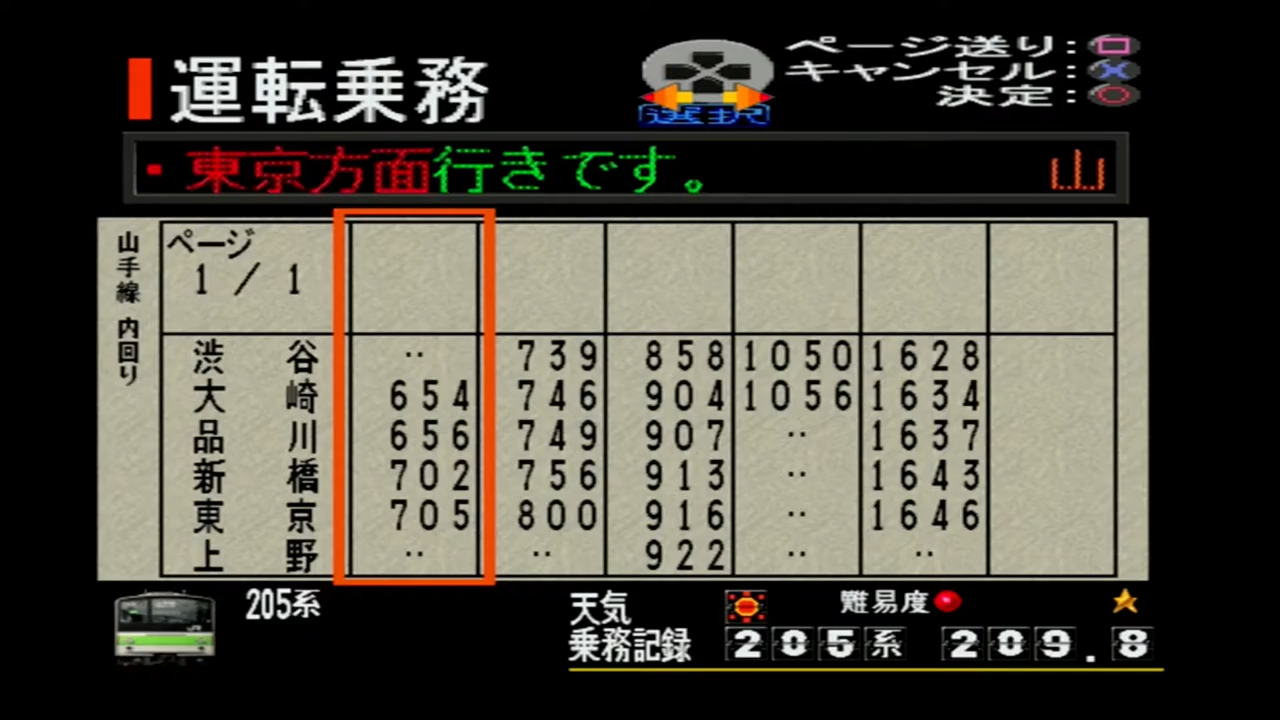 運転乗務
選択
ページ送り:
キャンセル:
決定:
・東京方面行きです。 山
山手線 内回り
ページ
1 / 1
渋谷 ‥ 739 858 1050 1628
大崎 654 746 904 1056 1634
品川 656 749 907 ‥ 1637
新橋 702 756 913 ‥ 1643
東京 705 800 916 ‥ 1646
上野 ‥ ‥ 922 ‥ ‥
205系
天気
難易度
乗務記録 205系 209.8